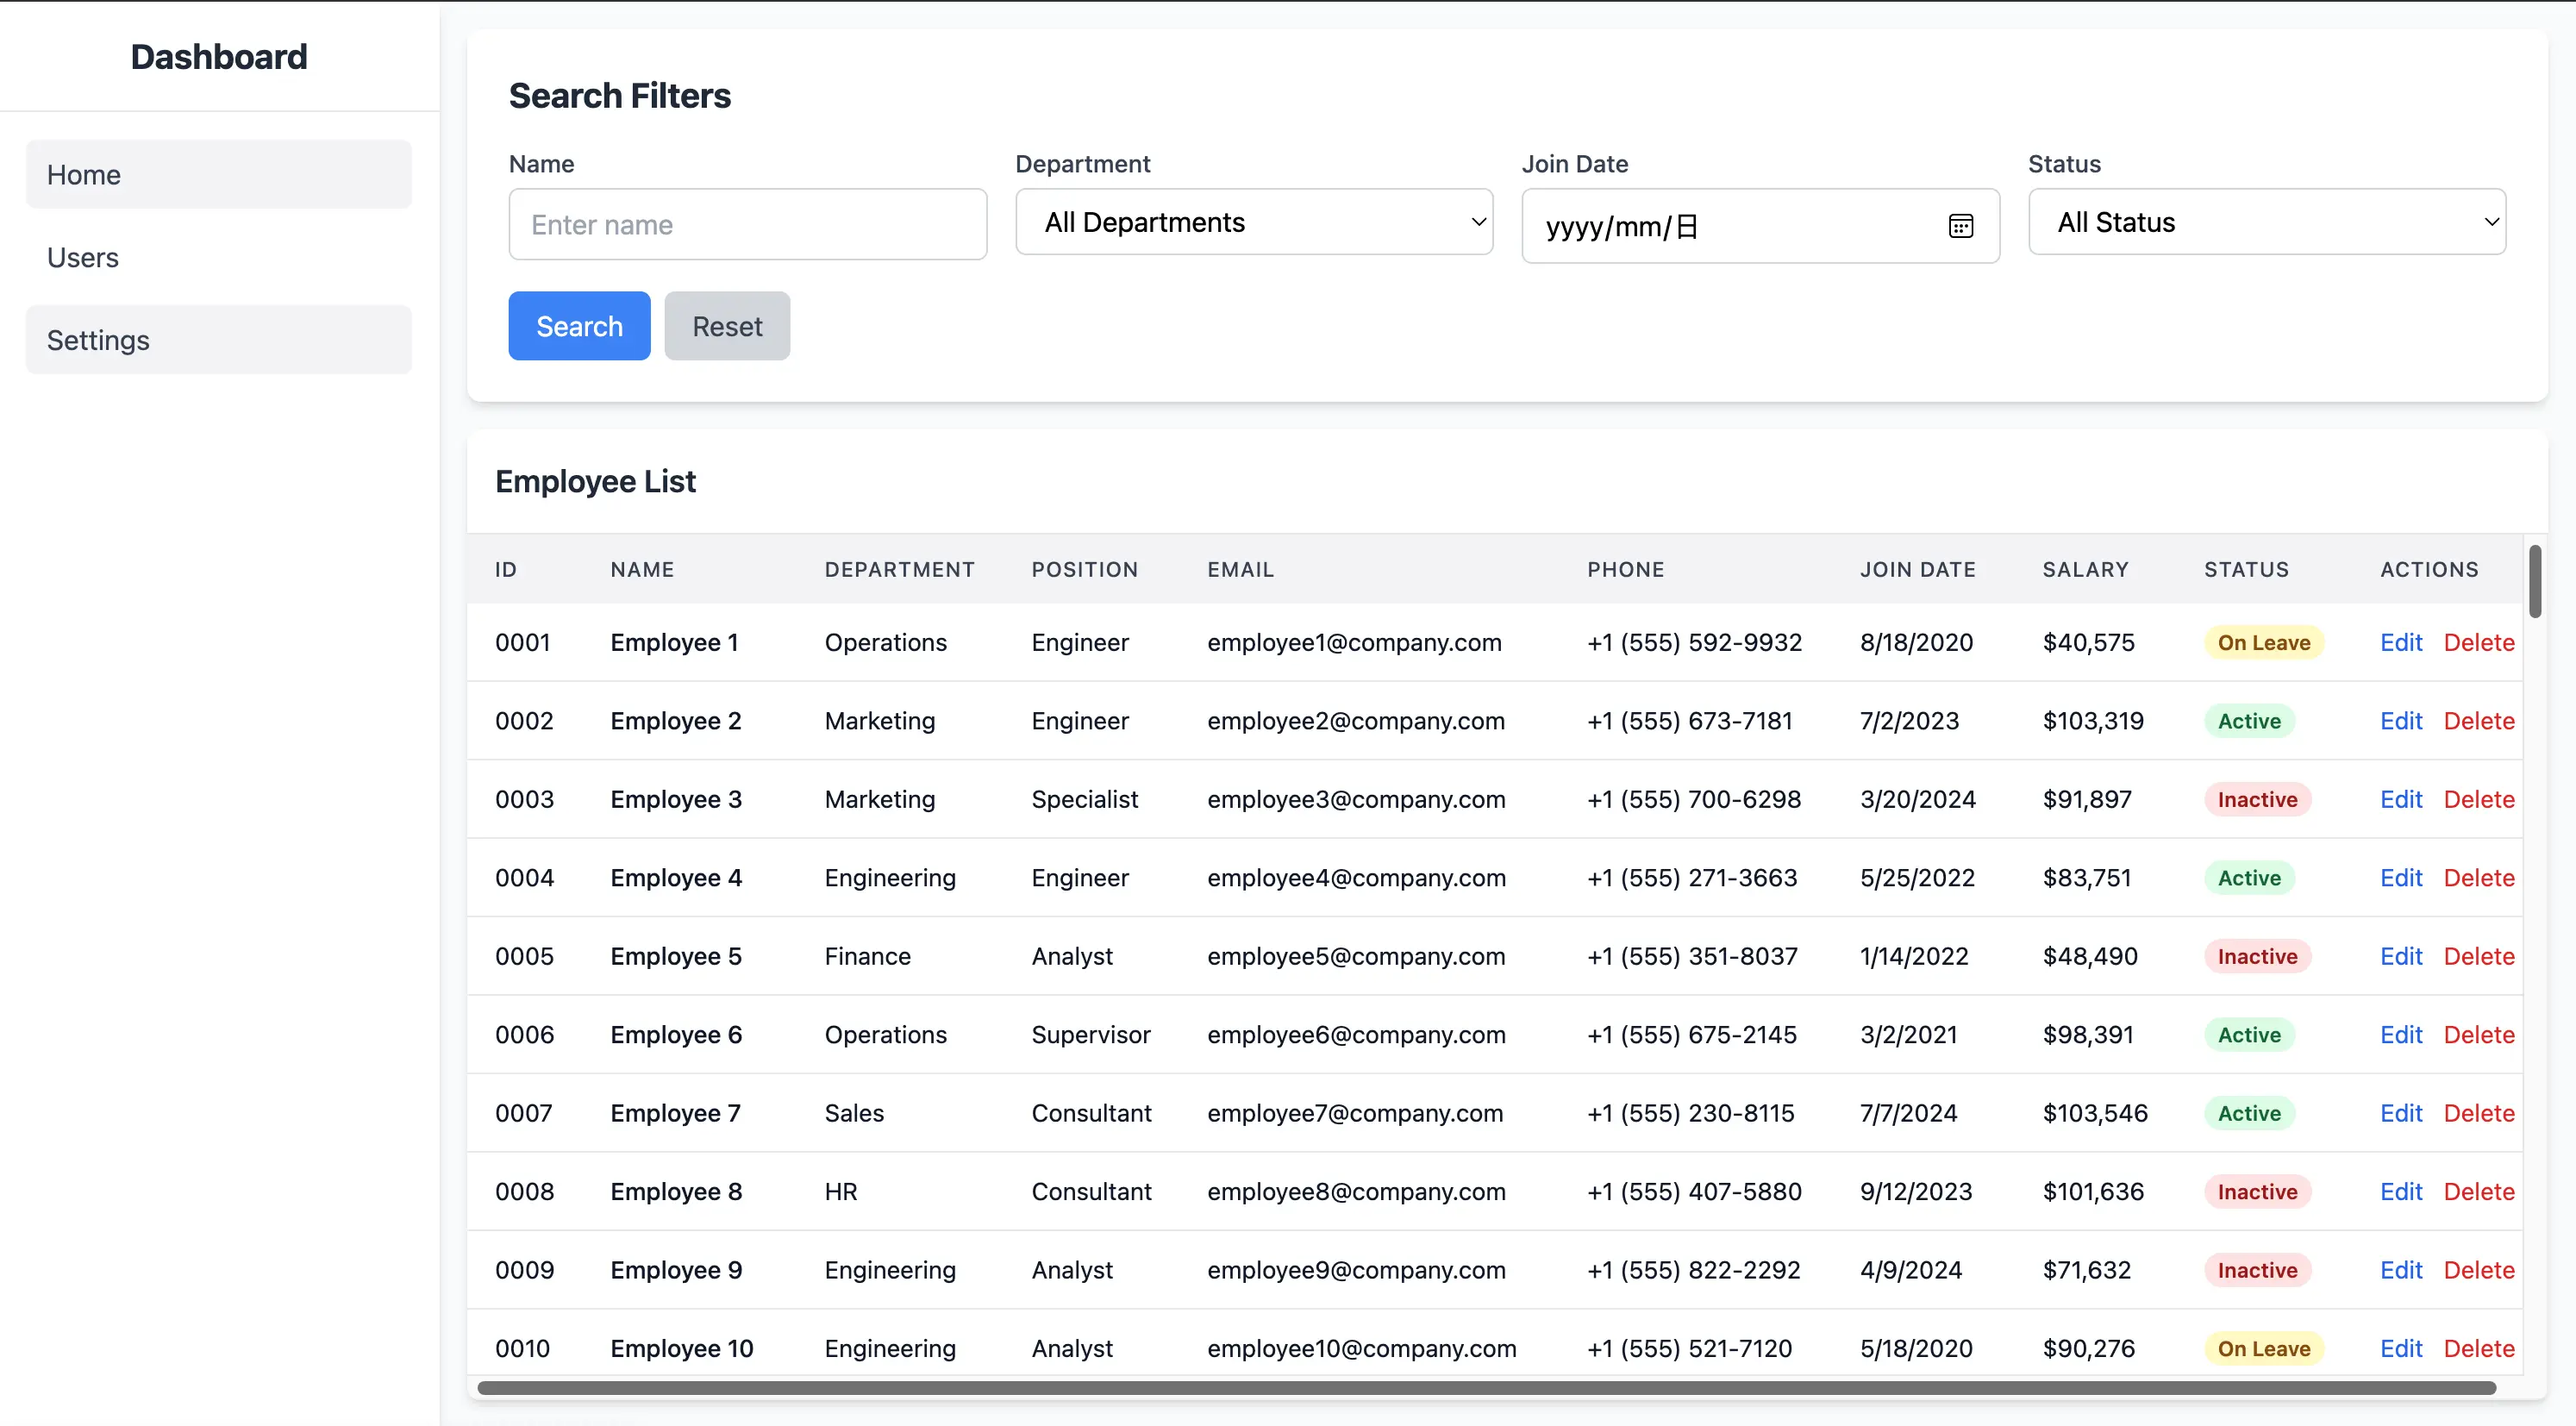 Dashboard
Home
Users
Settings
Search Filters
Name Department Join Date Status
Enter name All Departments yyyy/mm/日 All Status
Search Reset
Employee List
ID NAME DEPARTMENT POSITION EMAIL PHONE JOIN DATE SALARY STATUS ACTIONS
0001 Employee 1 Operations Engineer employee1@company.com +1 (555) 592-9932 8/18/2020 $40,575 On Leave Edit Delete
0002 Employee 2 Marketing Engineer employee2@company.com +1 (555) 673-7181 7/2/2023 $103,319 Active Edit Delete
0003 Employee 3 Marketing Specialist employee3@company.com +1 (555) 700-6298 3/20/2024 $91,897 Inactive Edit Delete
0004 Employee 4 Engineering Engineer employee4@company.com +1 (555) 271-3663 5/25/2022 $83,751 Active Edit Delete
0005 Employee 5 Finance Analyst employee5@company.com +1 (555) 351-8037 1/14/2022 $48,490 Inactive Edit Delete
0006 Employee 6 Operations Supervisor employee6@company.com +1 (555) 675-2145 3/2/2021 $98,391 Active Edit Delete
0007 Employee 7 Sales Consultant employee7@company.com +1 (555) 230-8115 7/7/2024 $103,546 Active Edit Delete
0008 Employee 8 HR Consultant employee8@company.com +1 (555) 407-5880 9/12/2023 $101,636 Inactive Edit Delete
0009 Employee 9 Engineering Analyst employee9@company.com +1 (555) 822-2292 4/9/2024 $71,632 Inactive Edit Delete
0010 Employee 10 Engineering Analyst employee10@company.com +1 (555) 521-7120 5/18/2020 $90,276 On Leave Edit Delete